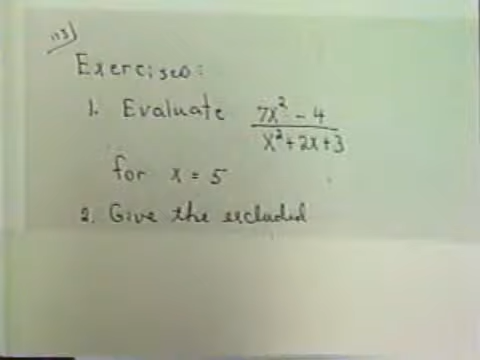 113)
Exercises:
1. Evaluate (7x² - 4)/(x² + 2x + 3)
for x = 5
2. Give the excluded